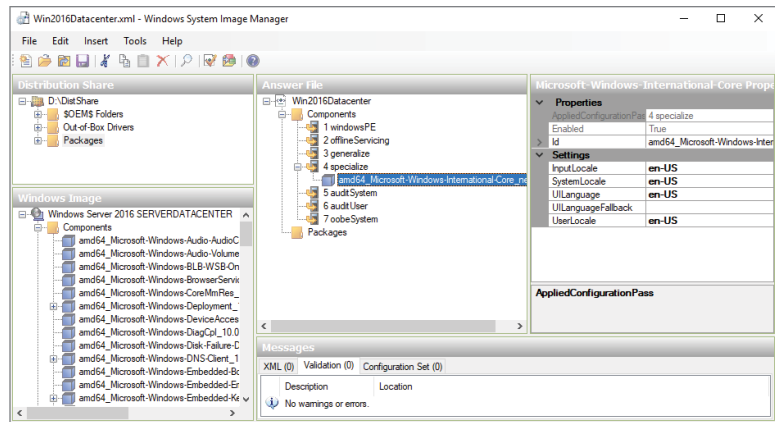 Win2016Datacenter.xml - Windows System Image Manager
File Edit Insert Tools Help
Distribution Share
D:\DistShare
$OEM$ Folders
Out-of-Box Drivers
Packages
Windows Image
Windows Server 2016 SERVERDATACENTER
Components
amd64_Microsoft-Windows-Audio-AudioC
amd64_Microsoft-Windows-Audio-Volume
amd64_Microsoft-Windows-BLB-WSB-On
amd64_Microsoft-Windows-BrowserServic
amd64_Microsoft-Windows-CoreMmRes_
amd64_Microsoft-Windows-Deployment_
amd64_Microsoft-Windows-DeviceAcces
amd64_Microsoft-Windows-DiagCpl_10.0
amd64_Microsoft-Windows-Disk-Failure-D
amd64_Microsoft-Windows-DNS-Client_1
amd64_Microsoft-Windows-Embedded-Bo
amd64_Microsoft-Windows-Embedded-Em
amd64_Microsoft-Windows-Embedded-Ke
Answer File
Win2016Datacenter
Components
1 windowsPE
2 offlineServicing
3 generalize
4 specialize
amd64_Microsoft-Windows-International-Core_ne
5 auditSystem
6 auditUser
7 oobeSystem
Packages
Microsoft-Windows-International-Core Prope
Properties
AppliedConfigurationPas 4 specialize
Enabled True
Id amd64_Microsoft-Windows-Inter
Settings
InputLocale en-US
SystemLocale en-US
UILanguage en-US
UILanguageFallback
UserLocale en-US
AppliedConfigurationPass
Messages
XML (0) Validation (0) Configuration Set (0)
Description Location
No warnings or errors.